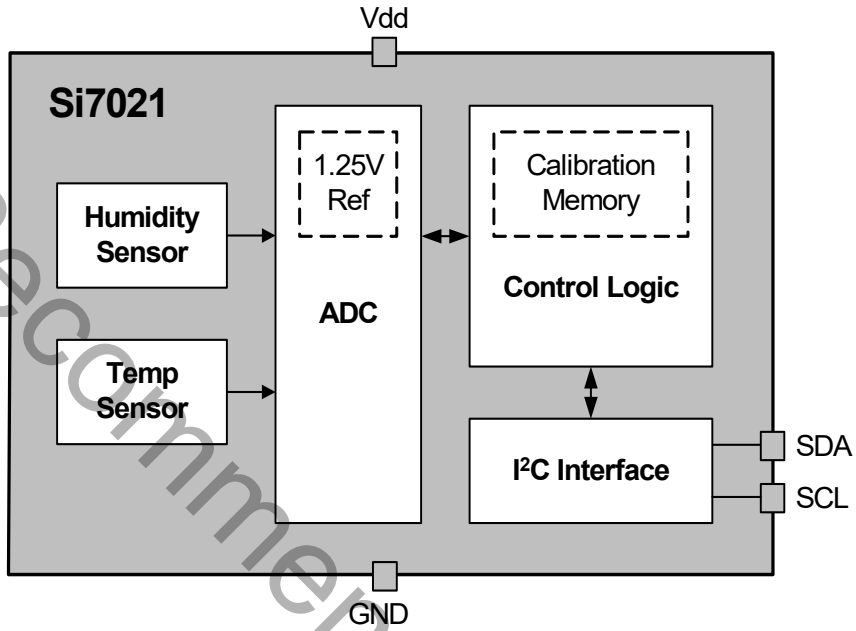 Vdd
Si7021
Humidity
Sensor
Temp
Sensor
1.25V
Ref
ADC
Calibration
Memory
Control Logic
I²C Interface
SDA
SCL
GND